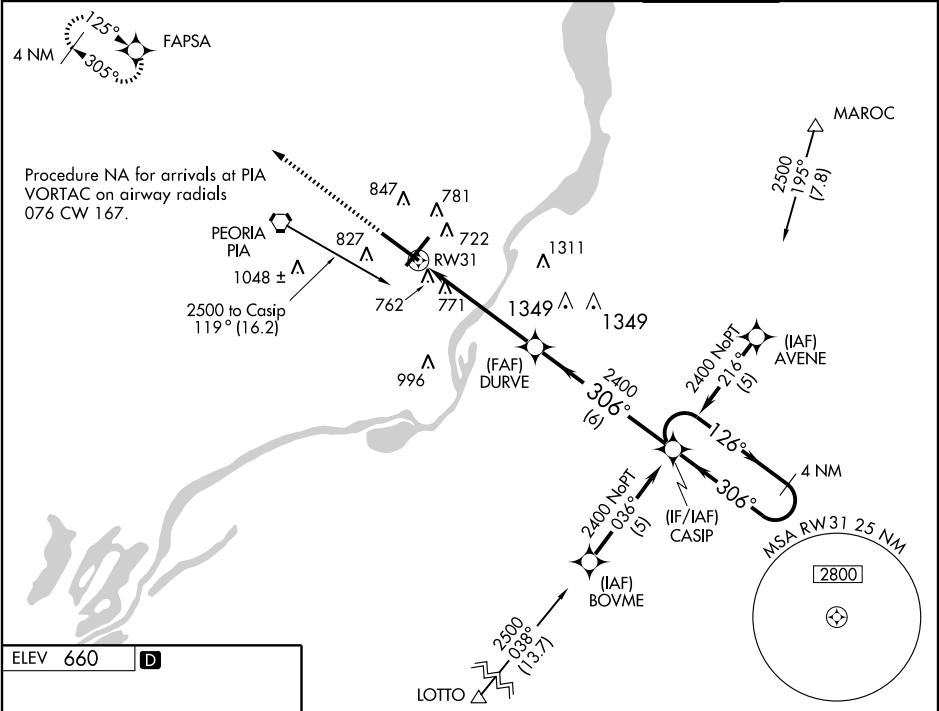 125°
FAPSA
4 NM
305°
MAROC
2500
195°
(7.8)
Procedure NA for arrivals at PIA
VORTAC on airway radials
076 CW 167.
847
781
722
PEORIA
PIA
827
RW31
1311
1048 ±
762
771
2500 to Casip
119° (16.2)
1349
1349
(FAF)
DURVE
996
2400
306°
(6)
2400 NoPT
216°
(5)
(IAF)
AVENE
126°
4 NM
306°
2400 NoPT
036°
(5)
(IF/IAF)
CASIP
(IAF)
BOVME
MSA RW31 25 NM
2800
2500
038°
(13.7)
LOTTO
ELEV 660 D